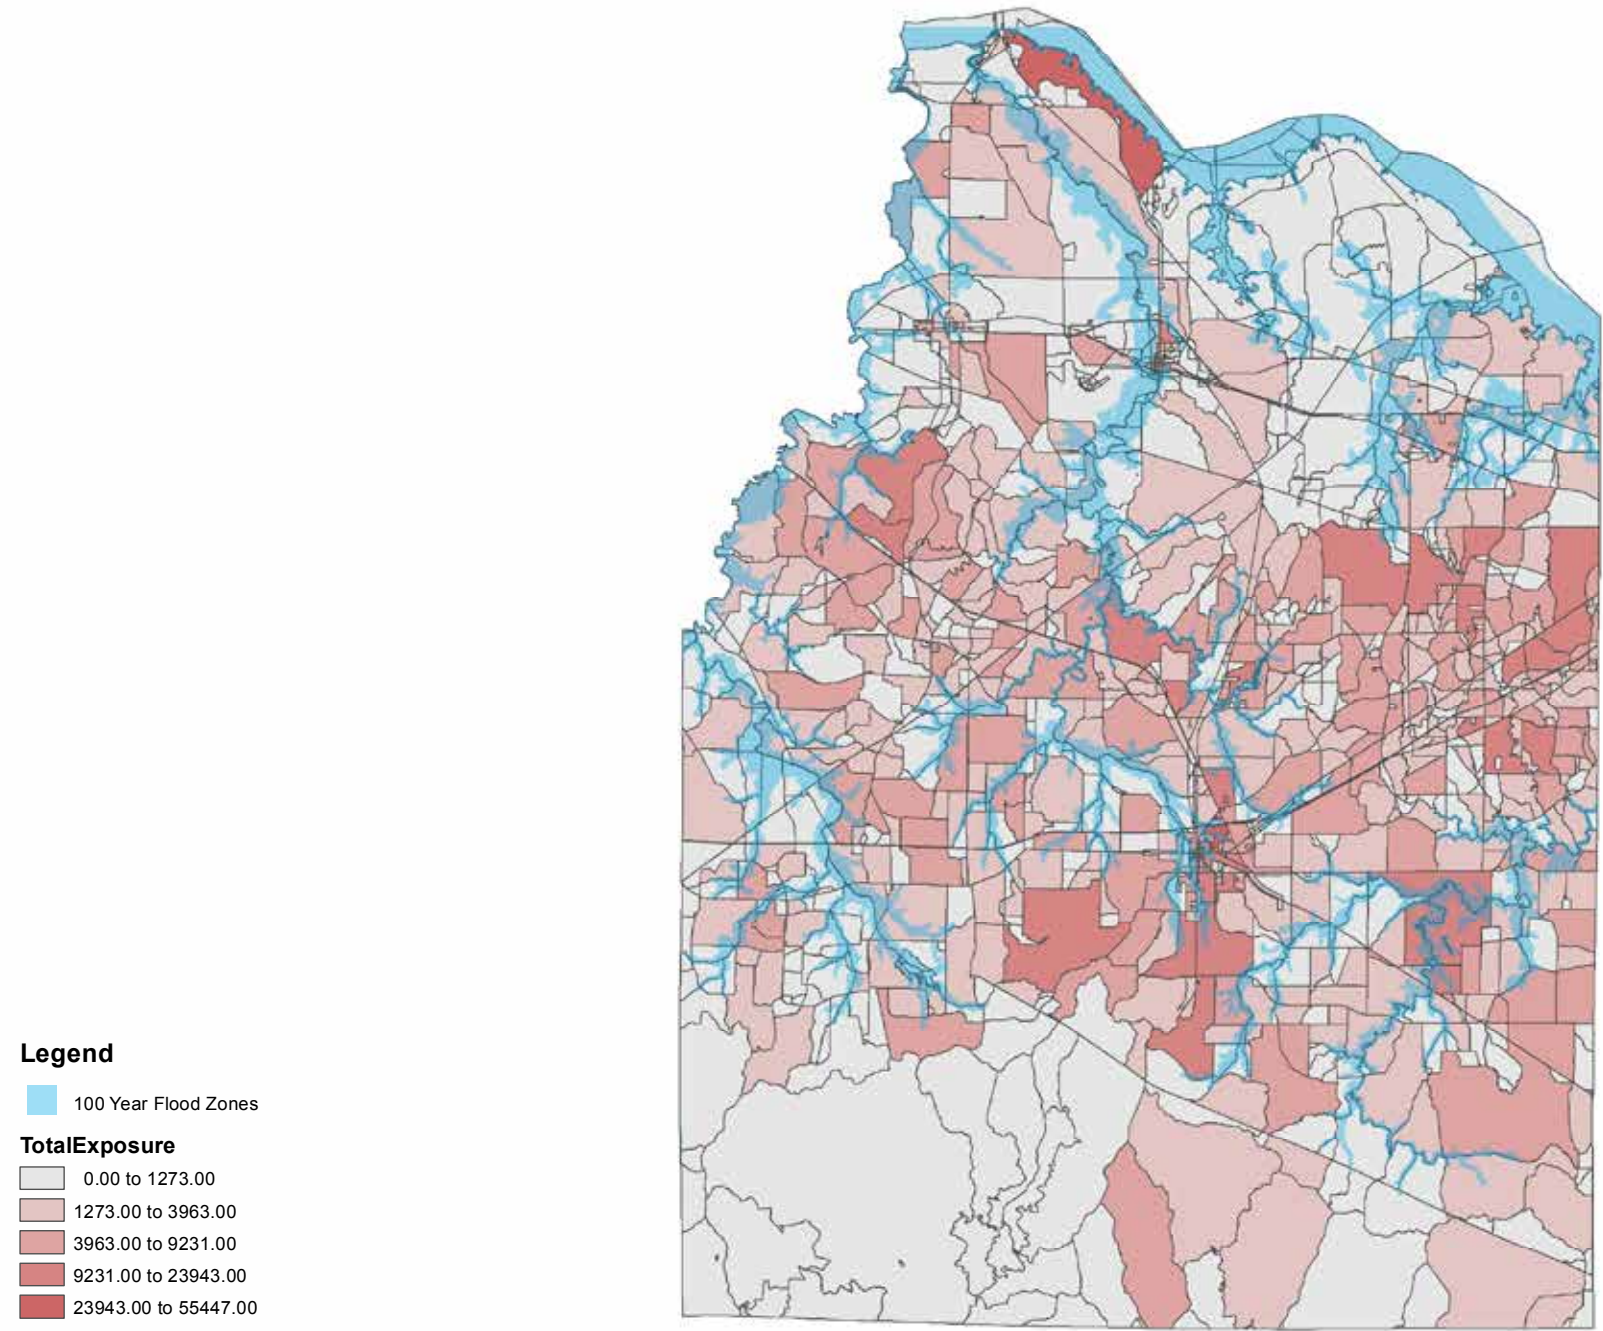 Legend
100 Year Flood Zones
TotalExposure
0.00 to 1273.00
1273.00 to 3963.00
3963.00 to 9231.00
9231.00 to 23943.00
23943.00 to 55447.00